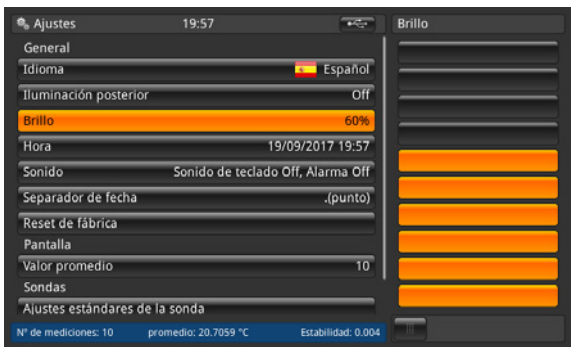 Ajustes 19:57
General
Idioma Español
Iluminación posterior Off
Brillo 60%
Hora 19/09/2017 19:57
Sonido Sonido de teclado Off, Alarma Off
Separador de fecha .(punto)
Reset de fábrica
Pantalla
Valor promedio 10
Sondas
Ajustes estándares de la sonda
Nº de mediciones: 10 promedio: 20.7059 °C Estabilidad: 0.004
Brillo